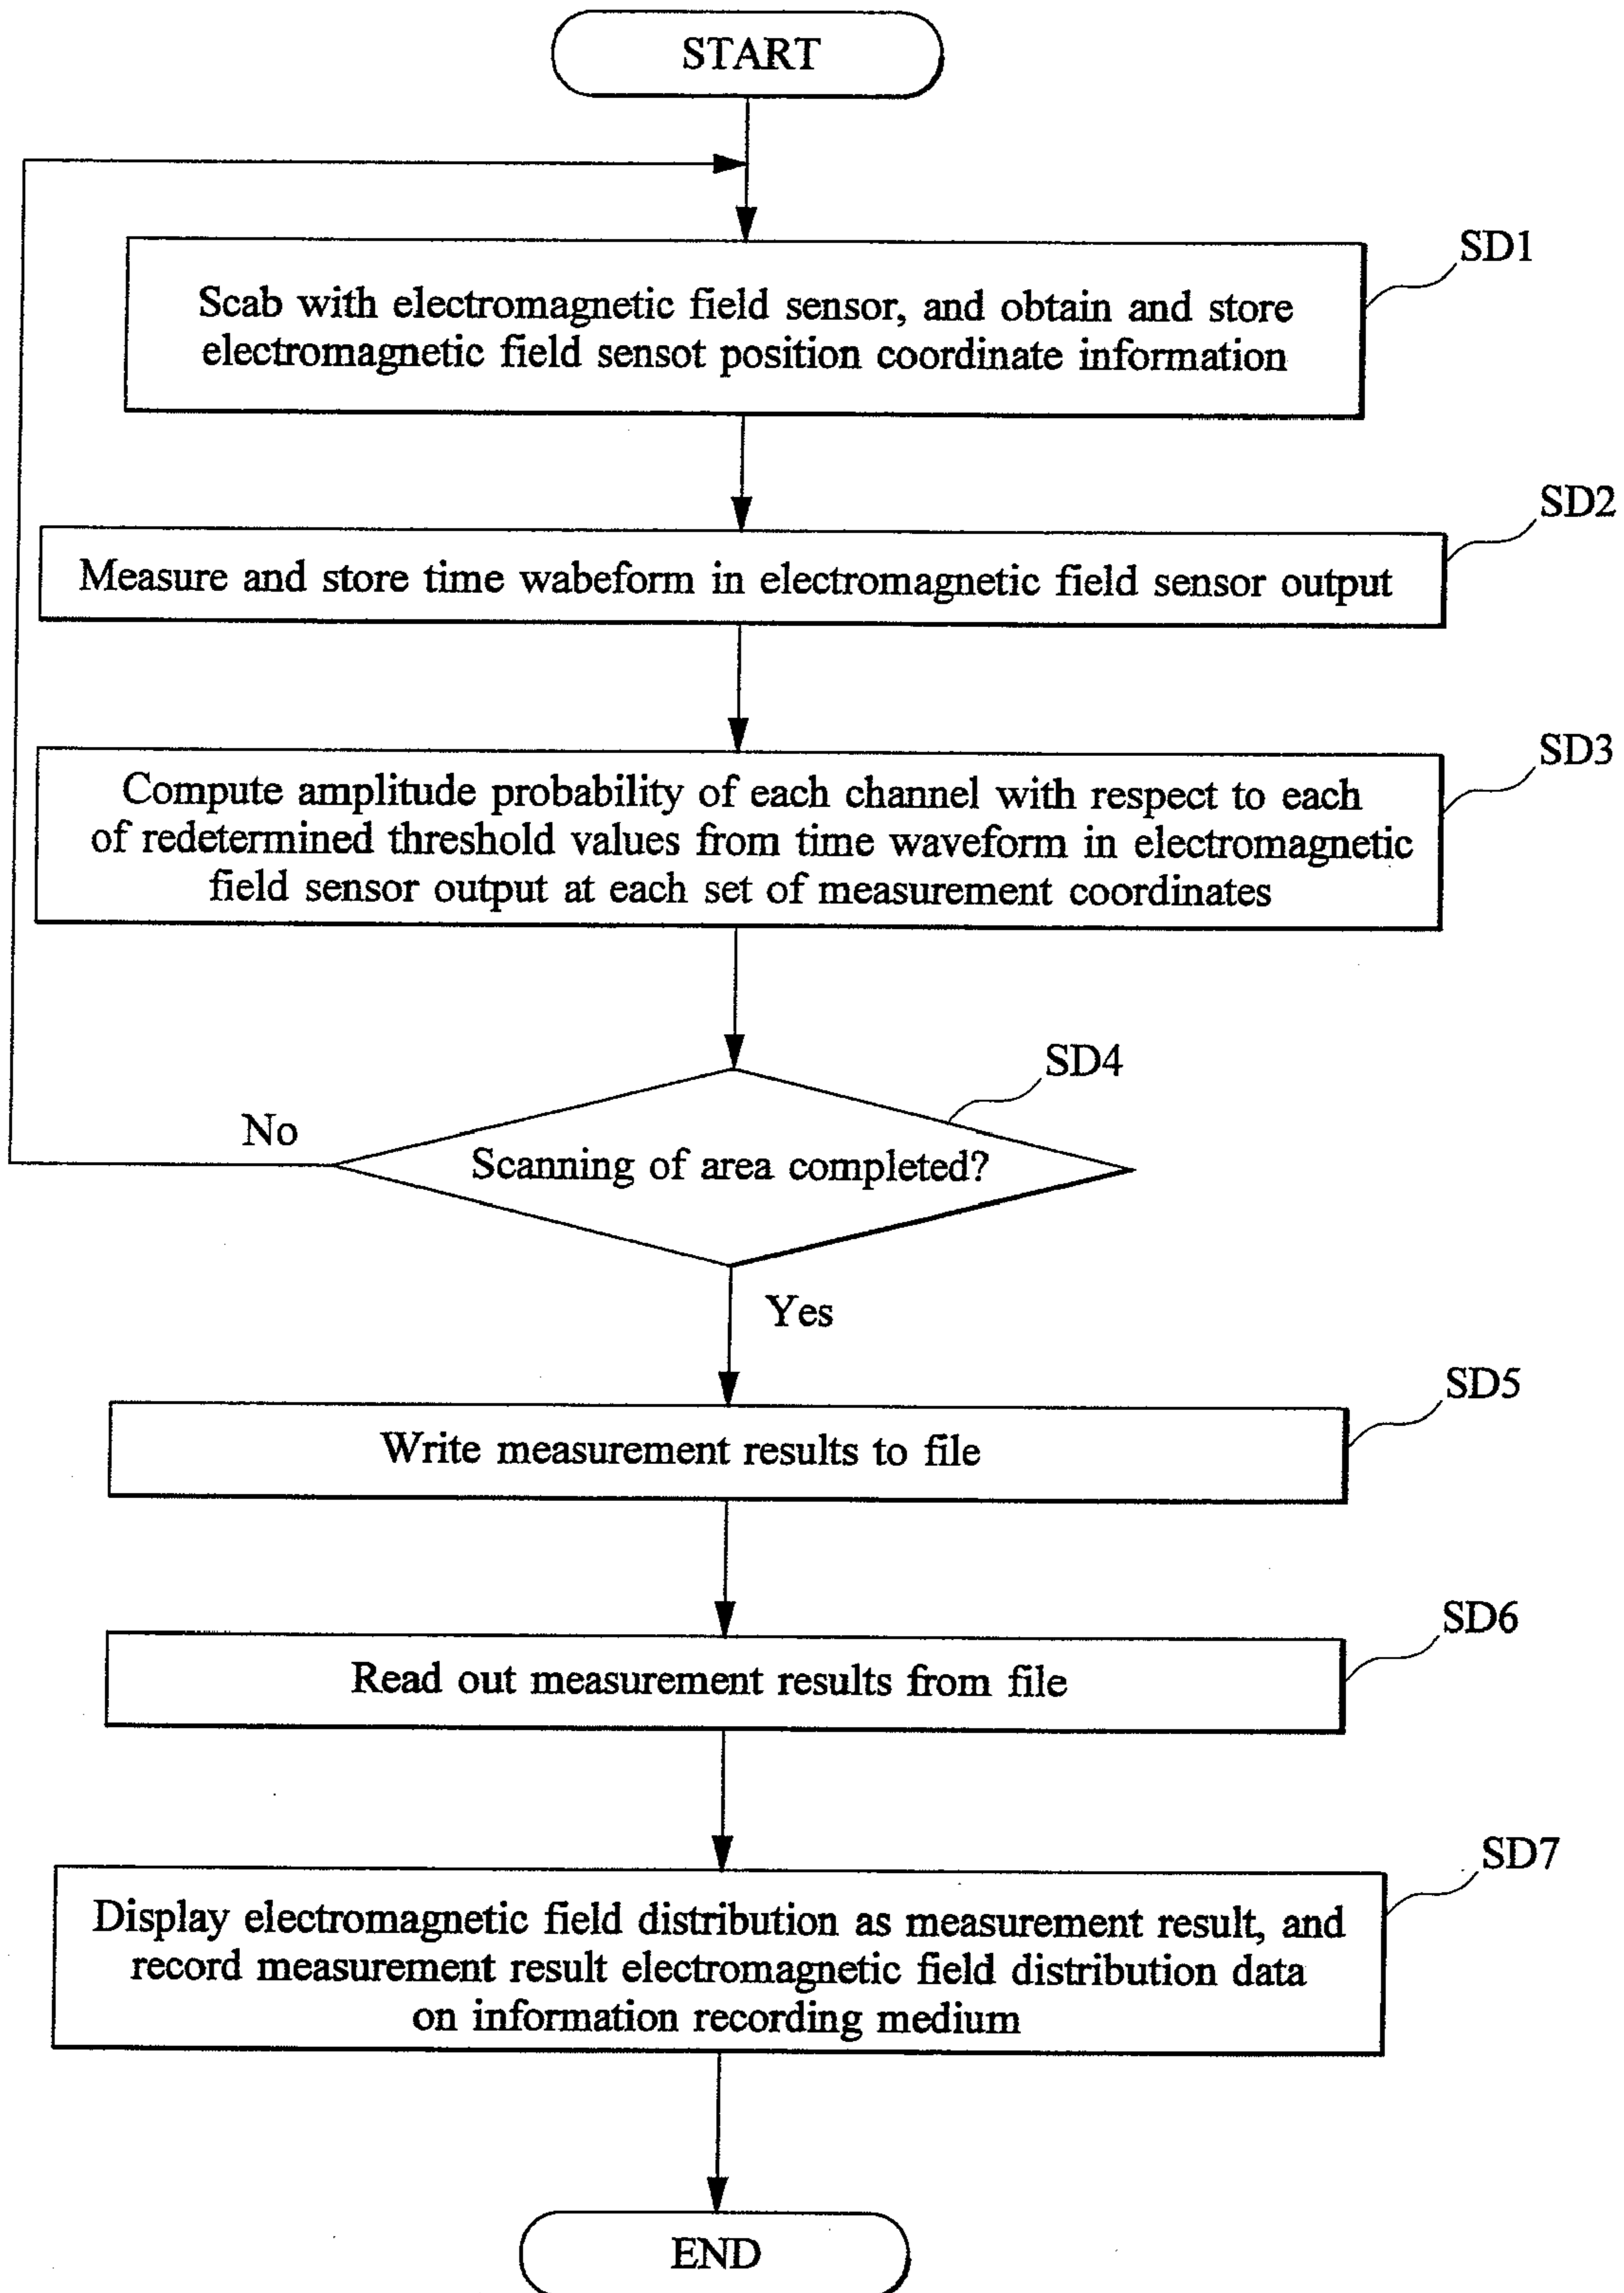 START
SD1
Scab with electromagnetic field sensor, and obtain and store
electromagnetic field sensot position coordinate information
SD2
Measure and store time wabeform in electromagnetic field sensor output
SD3
Compute amplitude probability of each channel with respect to each
of redetermined threshold values from time waveform in electromagnetic
field sensor output at each set of measurement coordinates
SD4
No
Scanning of area completed?
Yes
SD5
Write measurement results to file
SD6
Read out measurement results from file
SD7
Display electromagnetic field distribution as measurement result, and
record measurement result electromagnetic field distribution data
on information recording medium
END